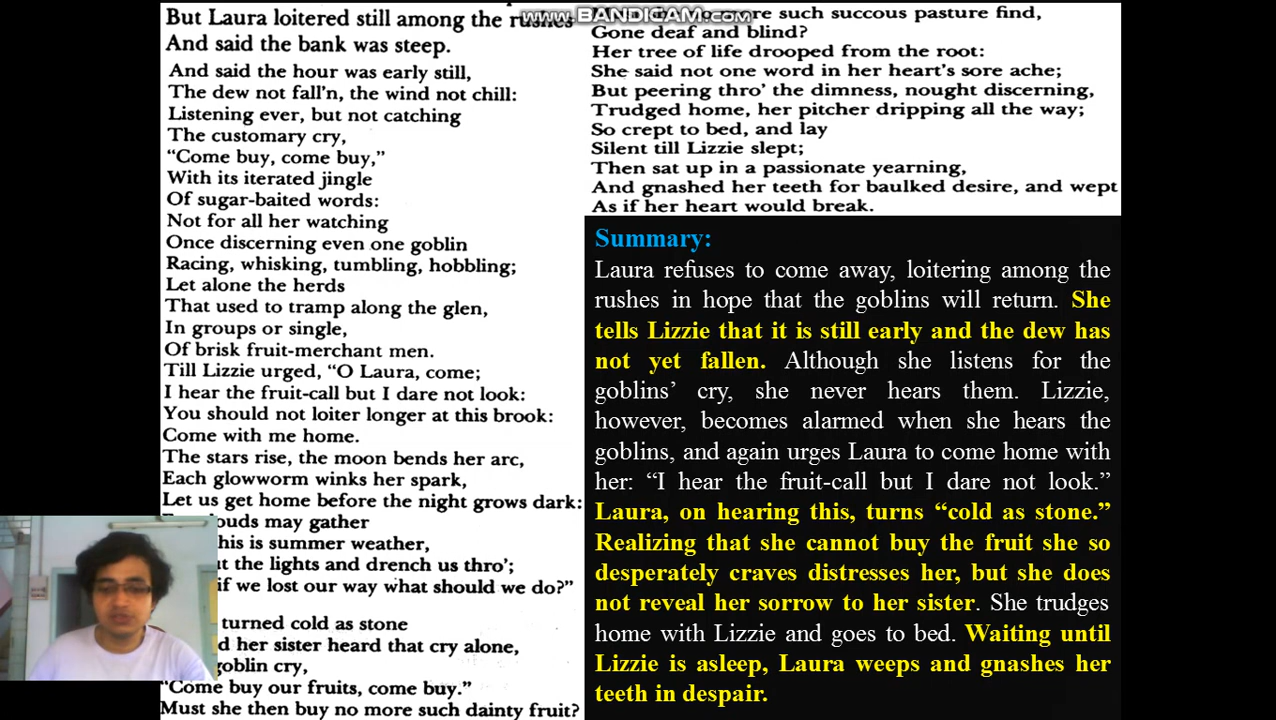 But Laura loitered still among the rushes
And said the bank was steep.
And said the hour was early still,
The dew not fall'n, the wind not chill:
Listening ever, but not catching
The customary cry,
“Come buy, come buy,”
With its iterated jingle
Of sugar-baited words:
Not for all her watching
Once discerning even one goblin
Racing, whisking, tumbling, hobbling;
Let alone the herds
That used to tramp along the glen,
In groups or single,
Of brisk fruit-merchant men.
Till Lizzie urged, “O Laura, come;
I hear the fruit-call but I dare not look:
You should not loiter longer at this brook:
Come with me home.
The stars rise, the moon bends her arc,
Each glowworm winks her spark,
Let us get home before the night grows dark:
may gather
this is summer weather,
the lights and drench us thro';
if we lost our way what should we do?”
turned cold as stone
her sister heard that cry alone,
goblin cry,
“Come buy our fruits, come buy.”
Must she then buy no more such dainty fruit?
www.BANDICAM.com
such succous pasture find,
Gone deaf and blind?
Her tree of life drooped from the root:
She said not one word in her heart's sore ache;
But peering thro' the dimness, nought discerning,
Trudged home, her pitcher dripping all the way;
So crept to bed, and lay
Silent till Lizzie slept;
Then sat up in a passionate yearning,
And gnashed her teeth for baulked desire, and wept
As if her heart would break.
Summary:
Laura refuses to come away, loitering among the
rushes in hope that the goblins will return. She
tells Lizzie that it is still early and the dew has
not yet fallen. Although she listens for the
goblins’ cry, she never hears them. Lizzie,
however, becomes alarmed when she hears the
goblins, and again urges Laura to come home with
her: “I hear the fruit-call but I dare not look.”
Laura, on hearing this, turns “cold as stone.”
Realizing that she cannot buy the fruit she so
desperately craves distresses her, but she does
not reveal her sorrow to her sister. She trudges
home with Lizzie and goes to bed. Waiting until
Lizzie is asleep, Laura weeps and gnashes her
teeth in despair.